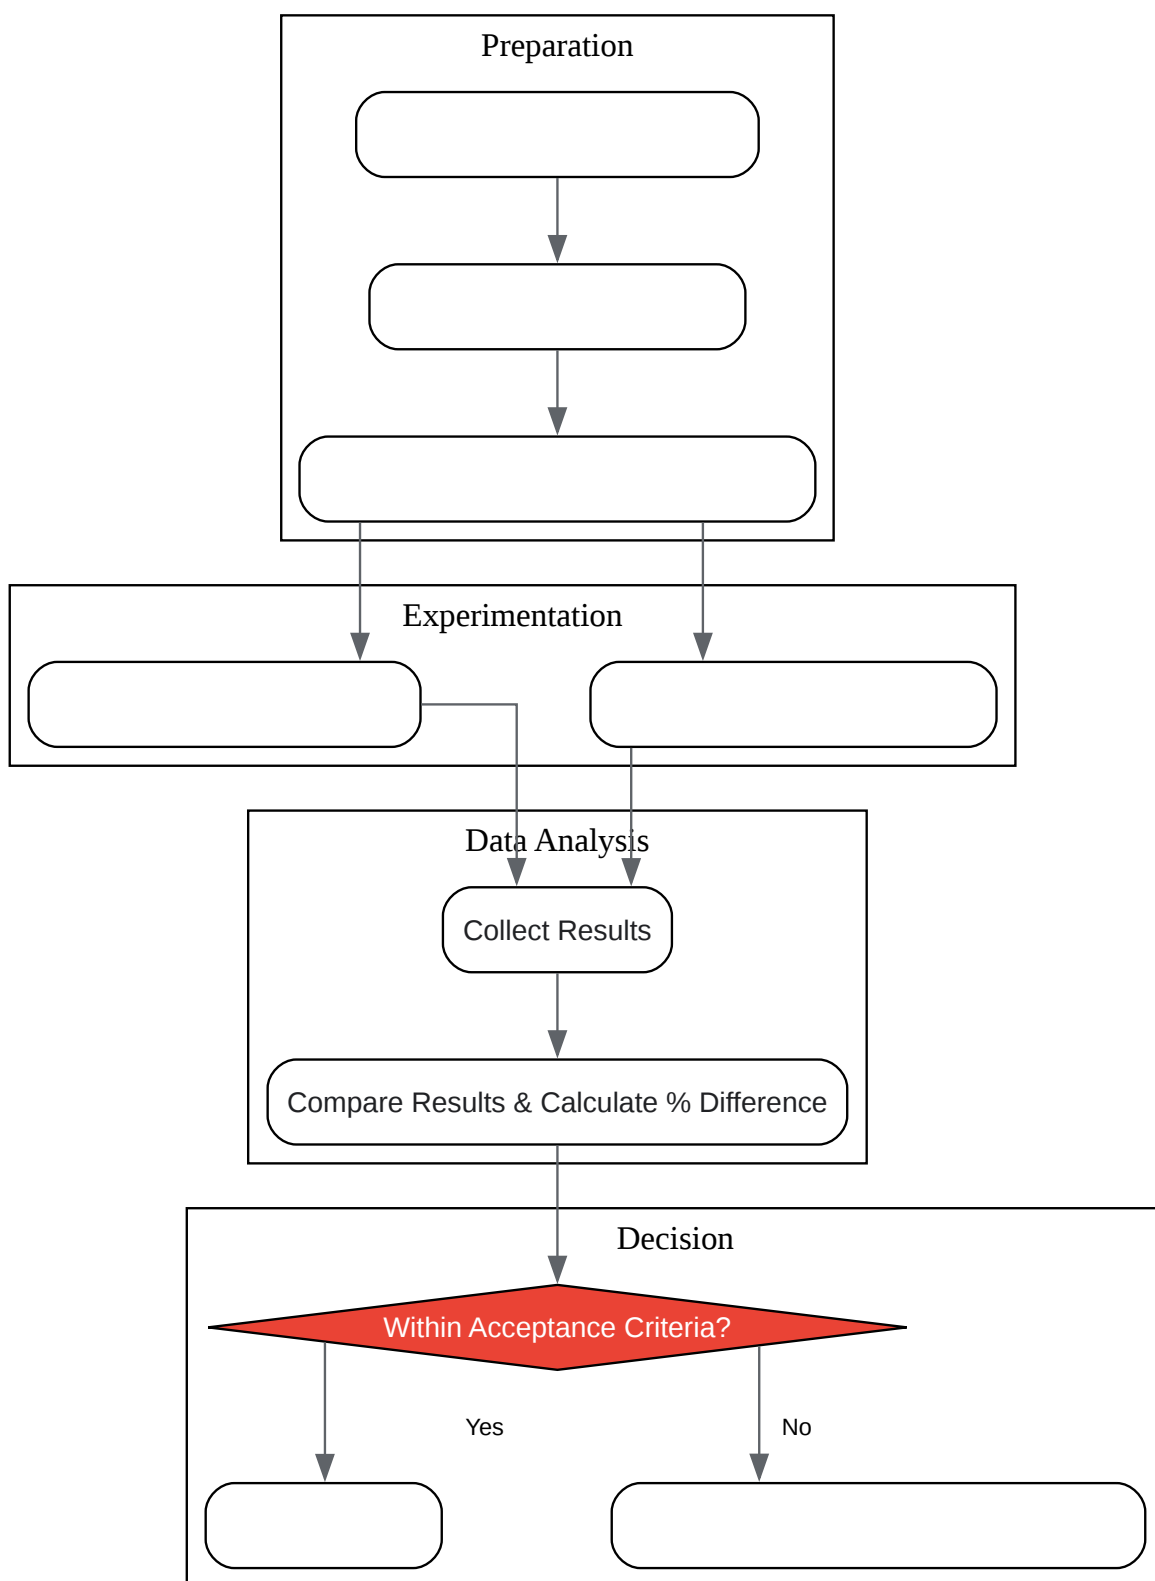 Preparation
Experimentation
Data Analysis
Collect Results
Compare Results & Calculate % Difference
Decision
Within Acceptance Criteria?
Yes
No